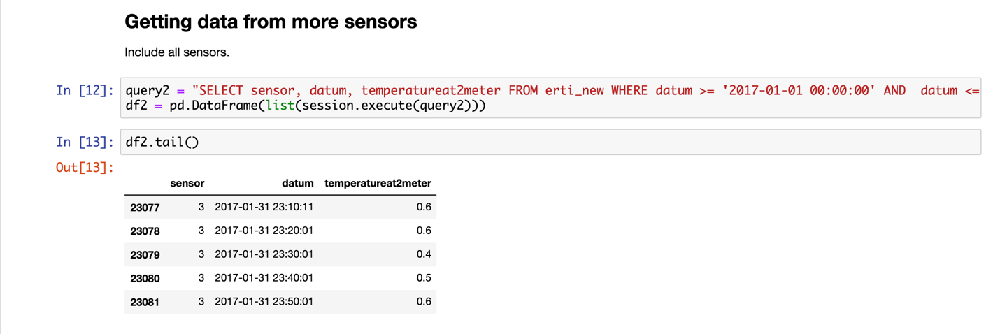 Getting data from more sensors
Include all sensors.
In [12]: query2 = "SELECT sensor, datum, temperatureat2meter FROM erti_new WHERE datum >= '2017-01-01 00:00:00' AND  datum <=
df2 = pd.DataFrame(list(session.execute(query2)))
In [13]: df2.tail()
Out[13]:
sensor datum temperatureat2meter
23077 3 2017-01-31 23:10:11 0.6
23078 3 2017-01-31 23:20:01 0.6
23079 3 2017-01-31 23:30:01 0.4
23080 3 2017-01-31 23:40:01 0.5
23081 3 2017-01-31 23:50:01 0.6